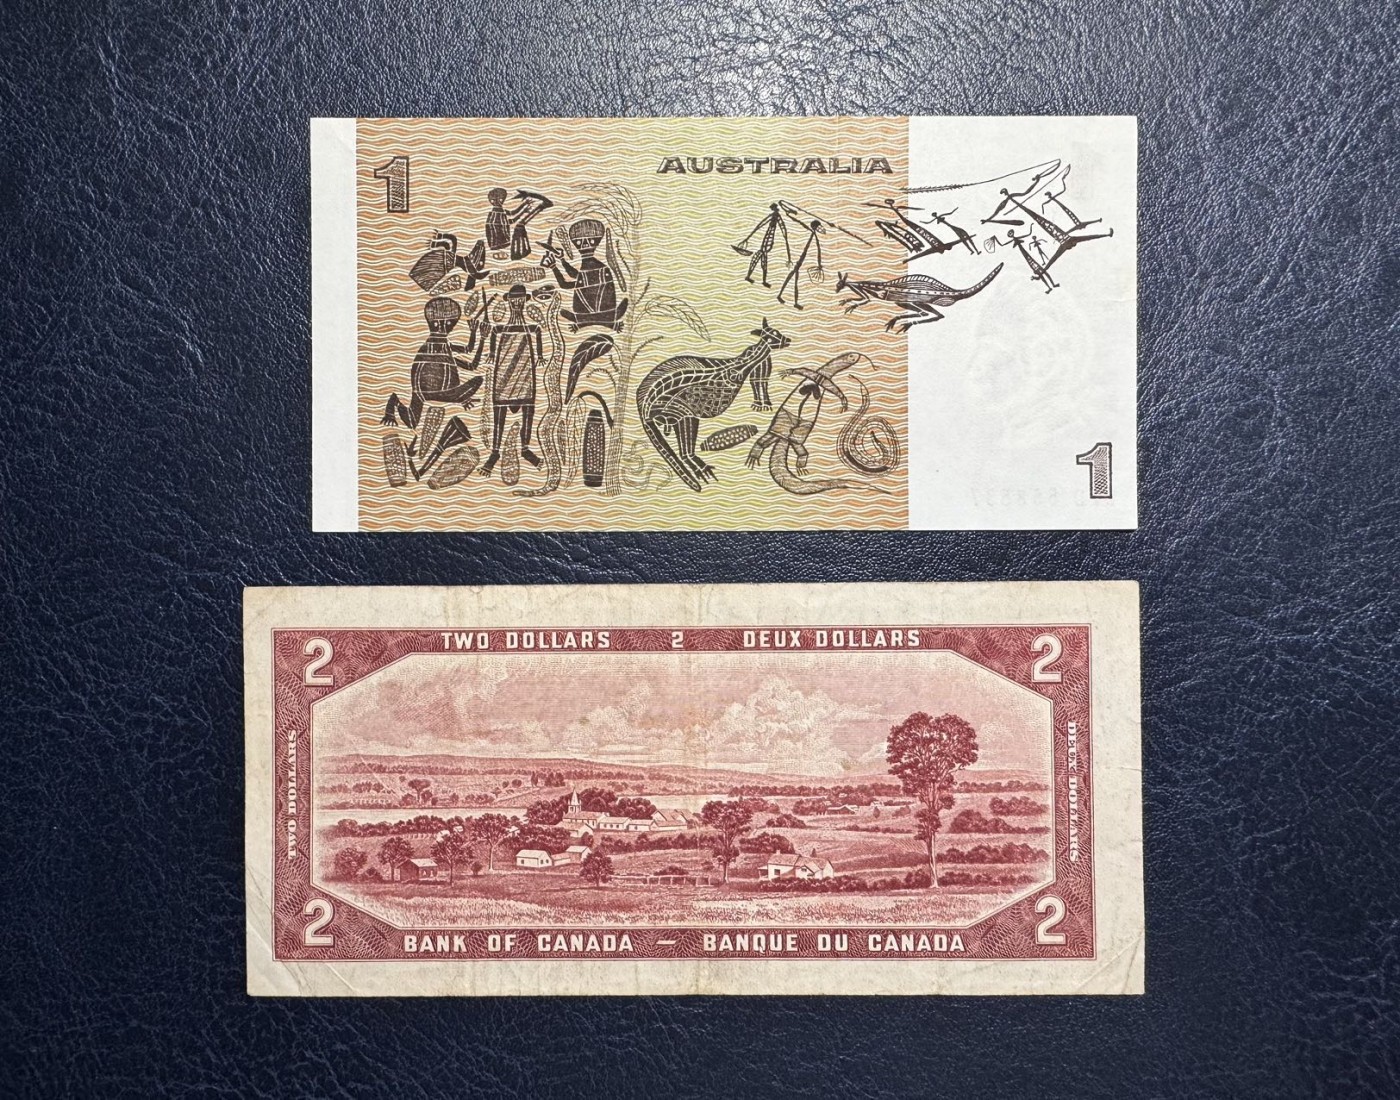 1
AUSTRALIA
1
2
TWO DOLLARS 2 DEUX DOLLARS
2
TWO DOLLARS
DEUX DOLLARS
2
BANK OF CANADA — BANQUE DU CANADA
2